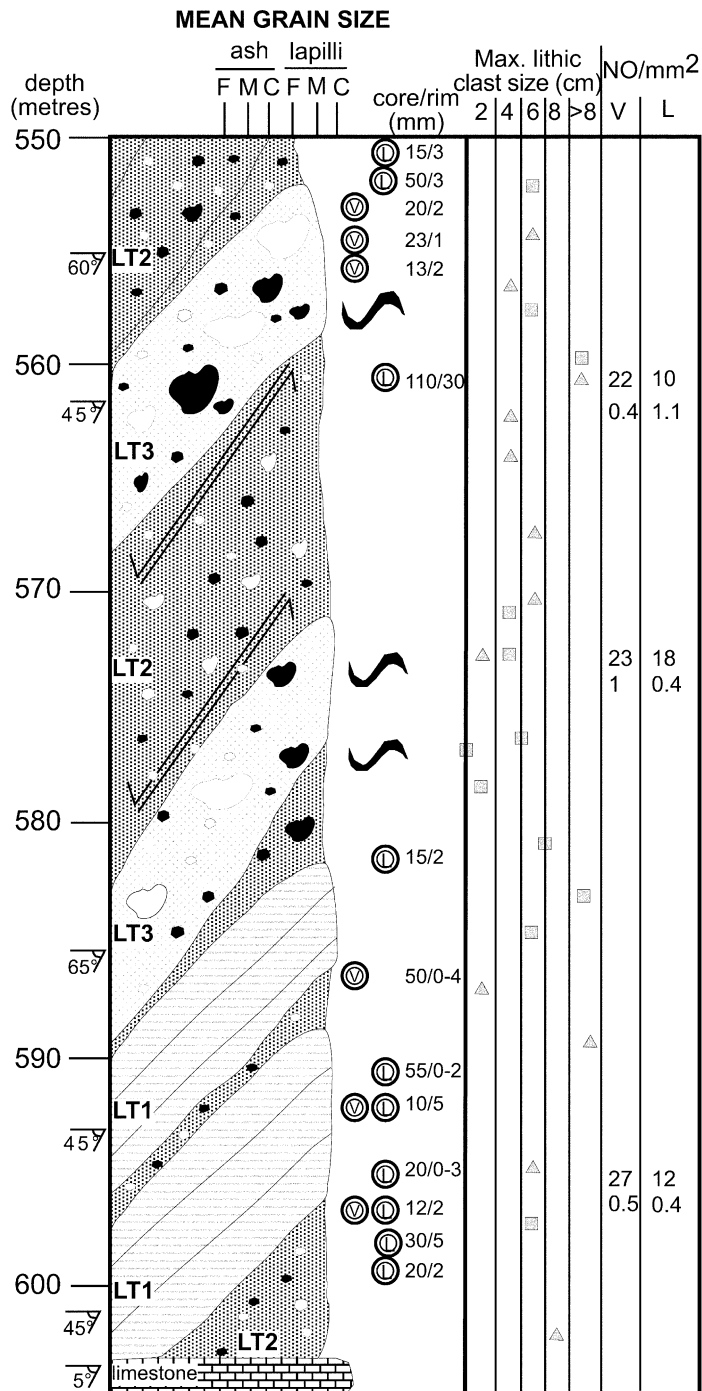 MEAN GRAIN SIZE
ash lapilli
F M C F M C
depth
(metres)
core/rim
(mm)
Max. lithic
clast size (cm)
2 4 6 8 >8
NO/mm2
V L
550
L 15/3
L 50/3
V 20/2
V 23/1
60° LT2
V 13/2
560
L 110/30
22 10
45°
0.4 1.1
LT3
570
LT2
23 18
1 0.4
580
L 15/2
LT3
65°
V 50/0-4
590
L 55/0-2
LT1
V L 10/5
45°
L 20/0-3
27 12
V L 12/2
0.5 0.4
L 30/5
L 20/2
600
LT1
45°
LT2
5° limestone